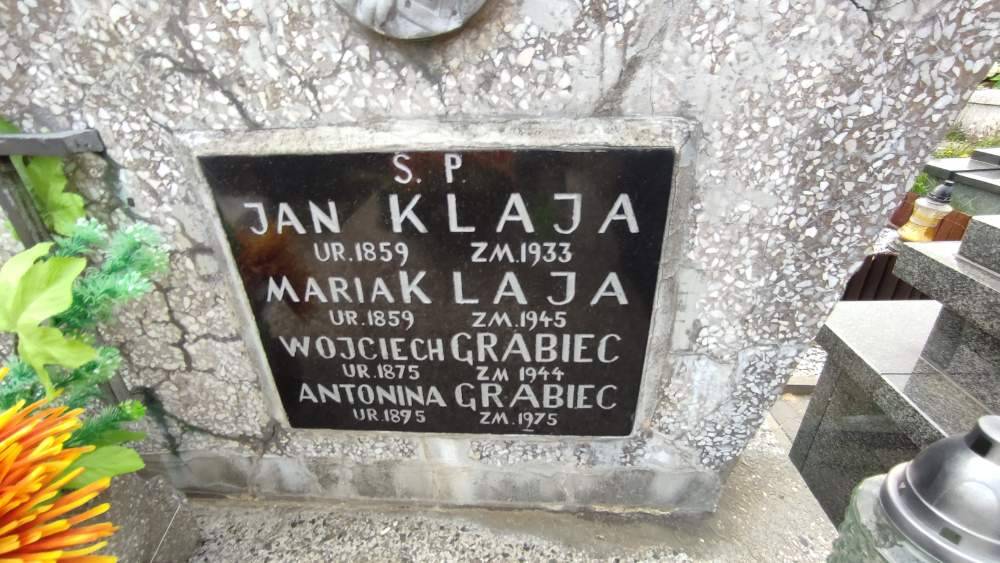 Ś. P.
JAN KLAJA
UR. 1859 ZM. 1933
MARIA KLAJA
UR. 1859 ZM. 1945
WOJCIECH GRABIEC
UR. 1875 ZM 1944
ANTONINA GRABIEC
UR. 1895 ZM. 1975